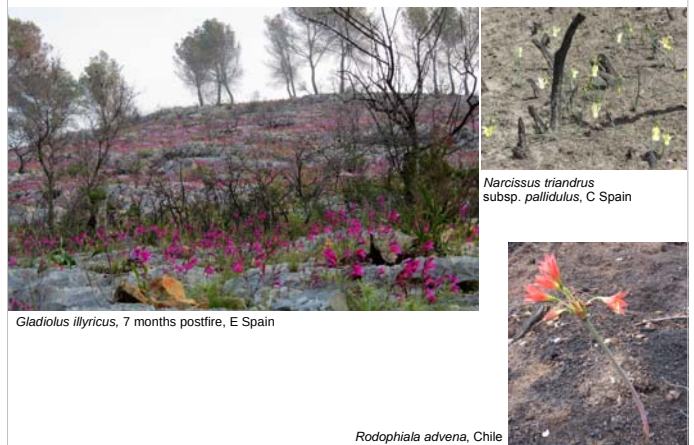 Narcissus triandrus
subsp. pallidulus, C Spain
Gladiolus illyricus, 7 months postfire, E Spain
Rodophiala advena, Chile